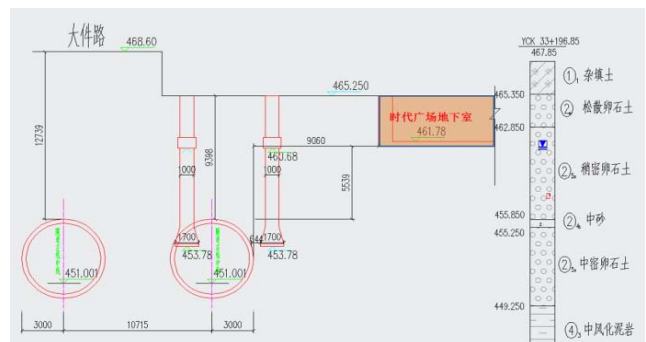 大件路
468.60
YCK 33+196.85
467.85
①₁ 杂填土
465.250
465.350
②₁ 松散卵石土
时代广场地下室
461.78
462.850
12739
9398
460.68
9060
1000
1000
5539
②₂ 稍密卵石土
455.850
②₄ 中砂
455.250
1700
644
1700
453.78
453.78
②₃ 中密卵石土
451.001
451.001
449.250
3000
10715
3000
④₃ 中风化泥岩